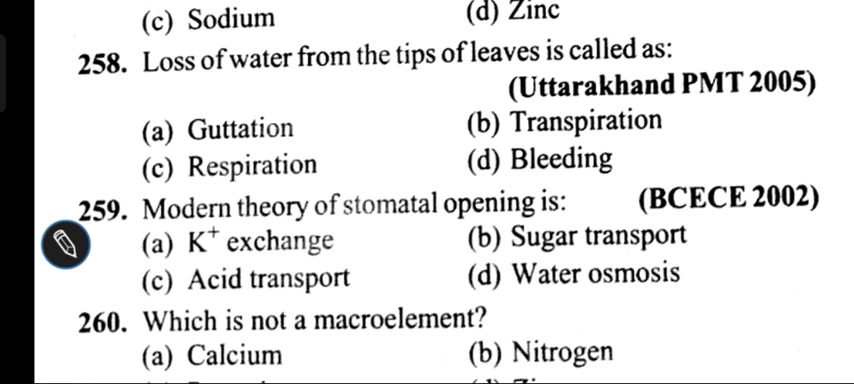 (c) Sodium (d) Zinc
258. Loss of water from the tips of leaves is called as:
(Uttarakhand PMT 2005)
(a) Guttation (b) Transpiration
(c) Respiration (d) Bleeding
259. Modern theory of stomatal opening is: (BCECE 2002)
(a) K⁺ exchange (b) Sugar transport
(c) Acid transport (d) Water osmosis
260. Which is not a macroelement?
(a) Calcium (b) Nitrogen